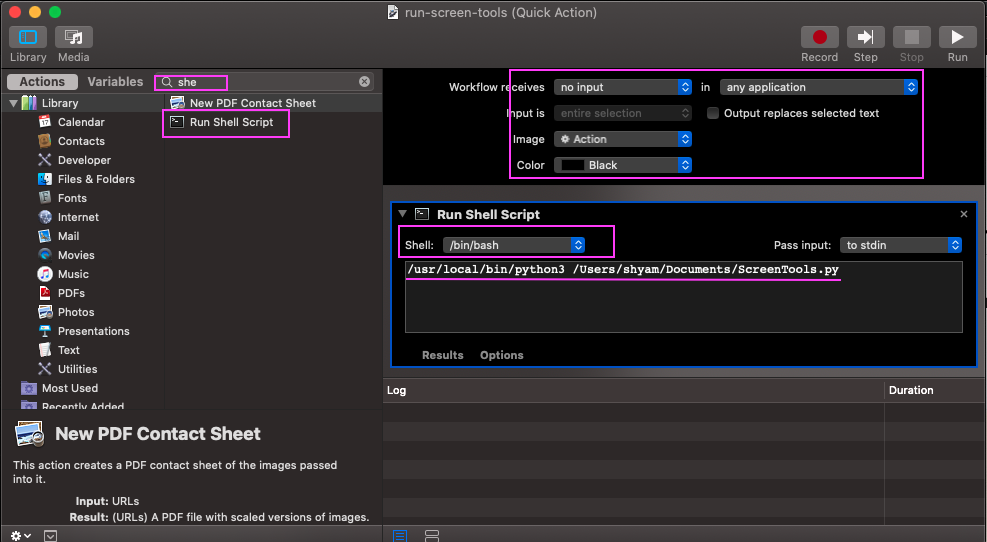 run-screen-tools (Quick Action)
Library
Media
Record
Step
Stop
Run
Actions
Variables
she
Library
Calendar
Contacts
Developer
Files & Folders
Fonts
Internet
Mail
Movies
Music
PDFs
Photos
Presentations
Text
Utilities
Most Used
Recently Added
New PDF Contact Sheet
Run Shell Script
Workflow receives no input in any application
Input is entire selection Output replaces selected text
Image Action
Color Black
Run Shell Script
Shell: /bin/bash Pass input: to stdin
/usr/local/bin/python3 /Users/shyam/Documents/ScreenTools.py
Results Options
Log Duration
New PDF Contact Sheet
This action creates a PDF contact sheet of the images passed
into it.
Input: URLs
Result: (URLs) A PDF file with scaled versions of images.